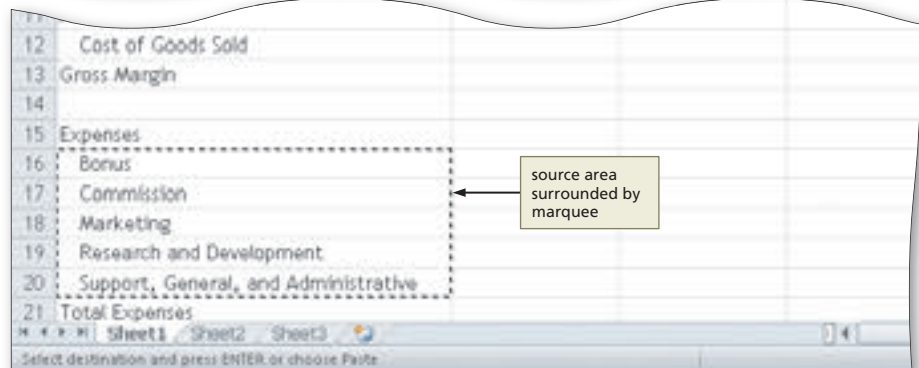 12 Cost of Goods Sold
13 Gross Margin
14
15 Expenses
16 Bonus
17 Commission
18 Marketing
19 Research and Development
20 Support, General, and Administrative
21 Total Expenses
source area
surrounded by
marquee
Sheet1 Sheet2 Sheet3
Select destination and press ENTER or choose Paste